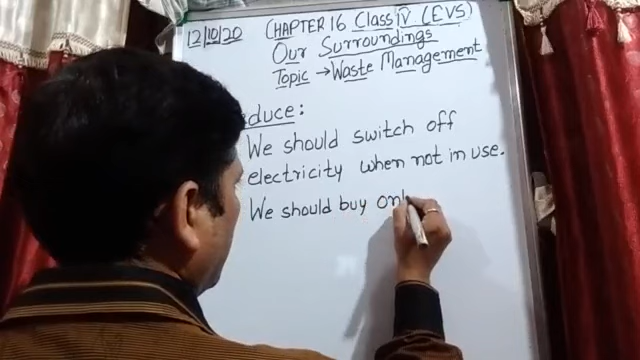 12/10/20 CHAPTER 16 Class IV (EVS)
Our Surroundings
Topic → Waste Management
duce:
We should switch off
electricity when not in use.
We should buy onl